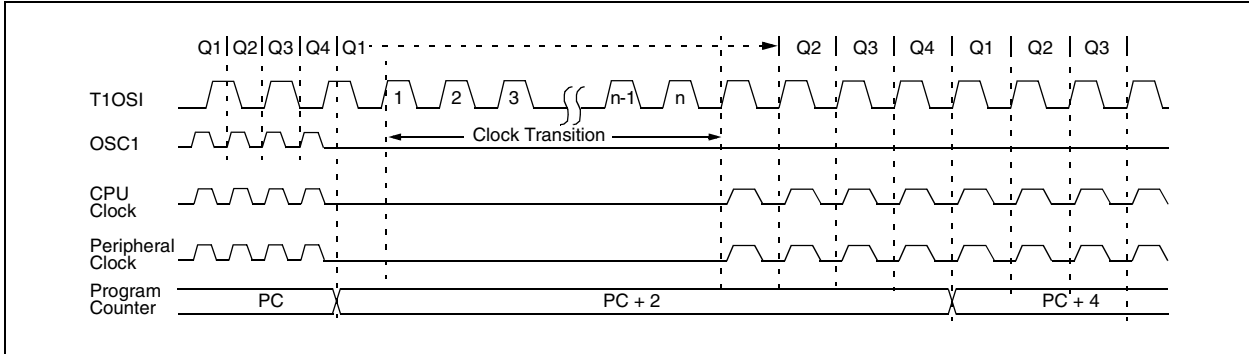 Q1 Q2 Q3 Q4 Q1 Q2 Q3 Q4 Q1 Q2 Q3
T1OSI 1 2 3 n-1 n
Clock Transition
OSC1
CPU
Clock
Peripheral
Clock
Program
Counter
PC PC + 2 PC + 4